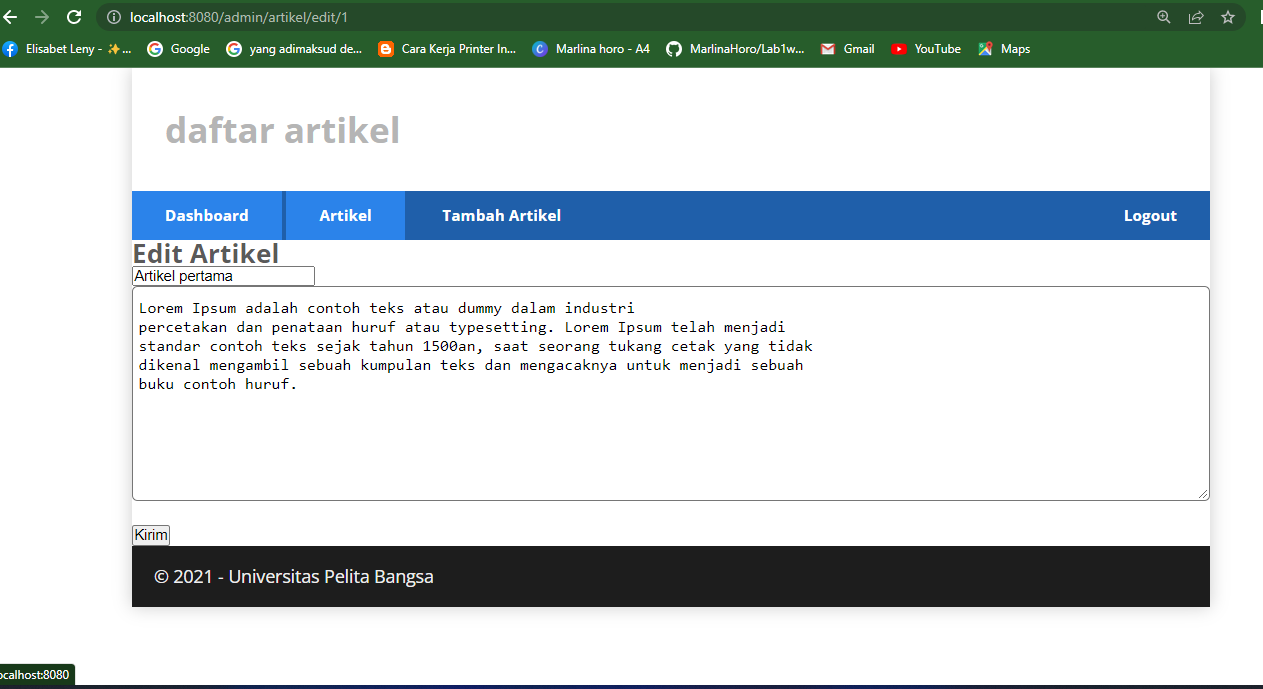 localhost:8080/admin/artikel/edit/1
Elisabet Leny - ✨... Google yang adimaksud de... Cara Kerja Printer In... Marlina horo - A4 MarlinaHoro/Lab1w... Gmail YouTube Maps
daftar artikel
Dashboard Artikel Tambah Artikel Logout
Edit Artikel
Artikel pertama
Lorem Ipsum adalah contoh teks atau dummy dalam industri
percetakan dan penataan huruf atau typesetting. Lorem Ipsum telah menjadi
standar contoh teks sejak tahun 1500an, saat seorang tukang cetak yang tidak
dikenal mengambil sebuah kumpulan teks dan mengacaknya untuk menjadi sebuah
buku contoh huruf.
Kirim
© 2021 - Universitas Pelita Bangsa
ocalhost:8080